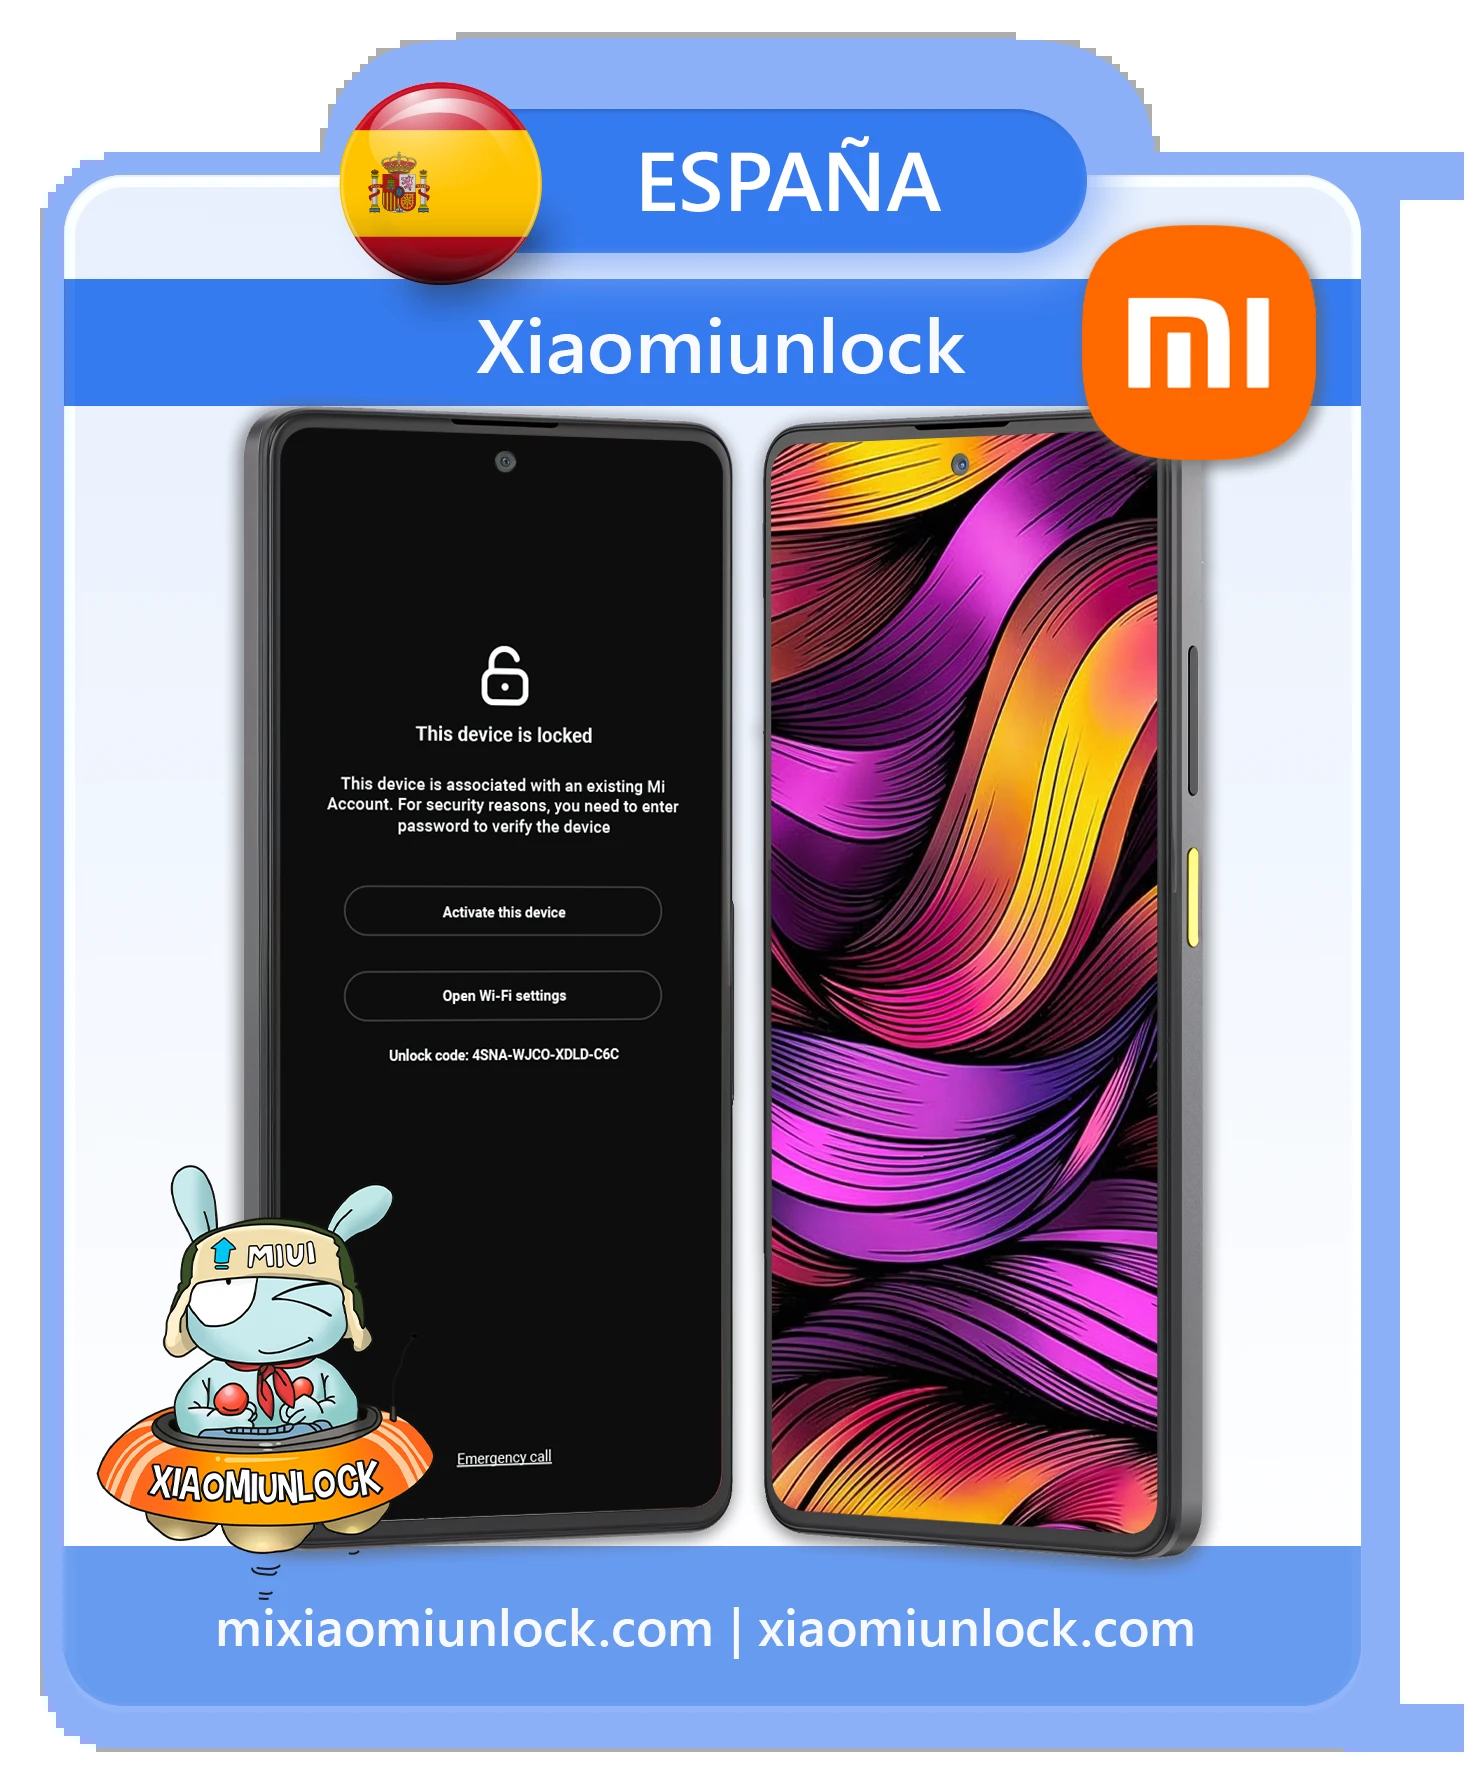 ESPAÑA
Xiaomiunlock
mi
This device is locked
This device is associated with an existing Mi
Account. For security reasons, you need to enter
password to verify the device
Activate this device
Open Wi-Fi settings
Unlock code: 4SNA-WJCO-XDLD-C6C
MIUI
XIAOMIUNLOCK
Emergency call
mixiaomiunlock.com | xiaomiunlock.com